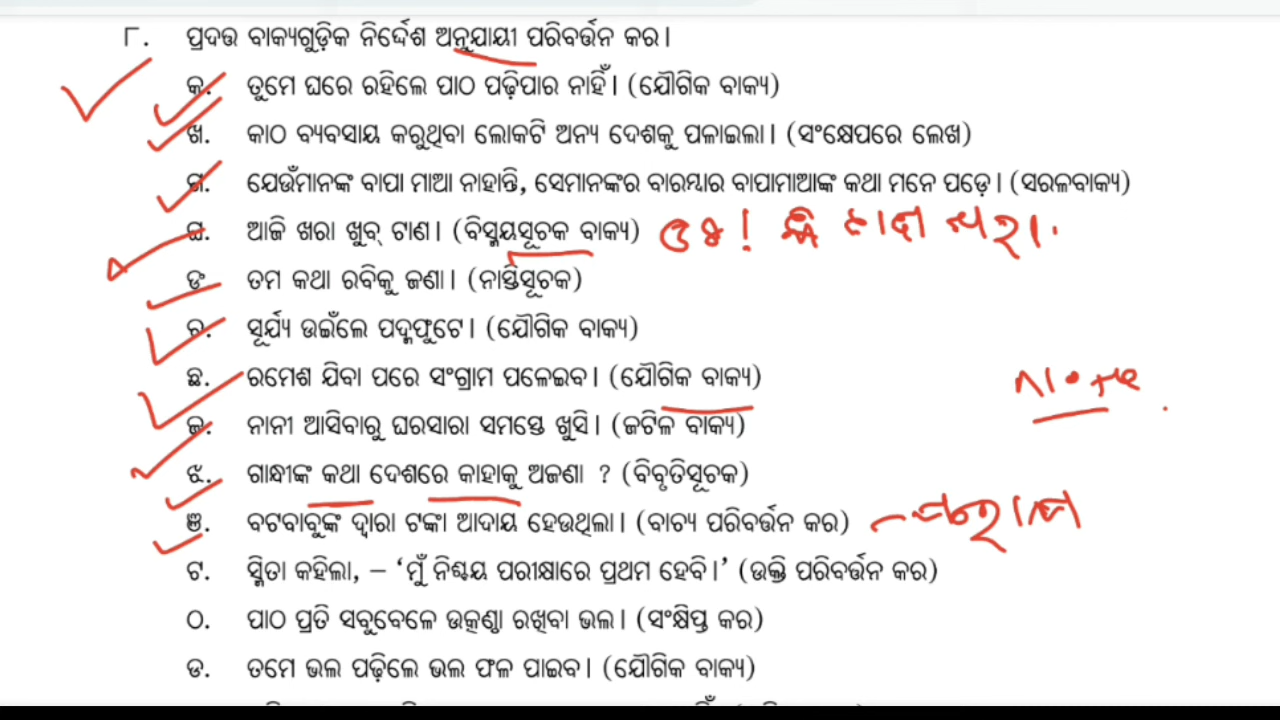 ୮. ପ୍ରଦତ୍ତ ବାକ୍ୟଗୁଡ଼ିକ ନିର୍ଦ୍ଦେଶ ଅନୁଯାୟୀ ପରିବର୍ତ୍ତନ କର।
କ. ତୁମେ ଘରେ ରହିଲେ ପାଠ ପଢ଼ିପାର ନାହିଁ। (ଯୌଗିକ ବାକ୍ୟ)
ଖ. କାଠ ବ୍ୟବସାୟ କରୁଥିବା ଲୋକଟି ଅନ୍ୟ ଦେଶକୁ ପଳାଇଲା। (ସଂକ୍ଷେପରେ ଲେଖ)
ଗ. ଯେଉଁମାନଙ୍କ ବାପା ମାଆ ନାହାନ୍ତି, ସେମାନଙ୍କର ବାରମ୍ବାର ବାପାମାଆଙ୍କ କଥା ମନେ ପଡ଼େ। (ସରଳବାକ୍ୟ)
ଘ. ଆଜି ଖରା ଖୁବ୍ ଟାଣ। (ବିସ୍ମୟସୂଚକ ବାକ୍ୟ) ଓଃ! କି ଟାଣ ଖରା।
ଙ. ତମ କଥା ରବିକୁ ଜଣା। (ନାସ୍ତିସୂଚକ)
ଚ. ସୂର୍ଯ୍ୟ ଉଇଁଲେ ପଦ୍ମଫୁଟେ। (ଯୌଗିକ ବାକ୍ୟ)
ଛ. ରମେଶ ଯିବା ପରେ ସଂଗ୍ରାମ ପଳେଇବ। (ଯୌଗିକ ବାକ୍ୟ)
ଜ. ନାନୀ ଆସିବାରୁ ଘରସାରା ସମସ୍ତେ ଖୁସି। (ଜଟିଳ ବାକ୍ୟ)
ଝ. ଗାନ୍ଧୀଙ୍କ କଥା ଦେଶରେ କାହାକୁ ଅଜଣା ? (ବିବୃତିସୂଚକ)
ଞ. ବଟବାବୁଙ୍କ ଦ୍ୱାରା ଟଙ୍କା ଆଦାୟ ହେଉଥିଲା। (ବାଚ୍ୟ ପରିବର୍ତ୍ତନ କର)
ଟ. ସ୍ମିତା କହିଲା, – ‘ମୁଁ ନିଶ୍ଚୟ ପରୀକ୍ଷାରେ ପ୍ରଥମ ହେବି।’ (ଉକ୍ତି ପରିବର୍ତ୍ତନ କର)
ଠ. ପାଠ ପ୍ରତି ସବୁବେଳେ ଉତ୍କଣ୍ଠା ରଖିବା ଭଲ। (ସଂକ୍ଷିପ୍ତ କର)
ଡ. ତମେ ଭଲ ପଢ଼ିଲେ ଭଲ ଫଳ ପାଇବ। (ଯୌଗିକ ବାକ୍ୟ)